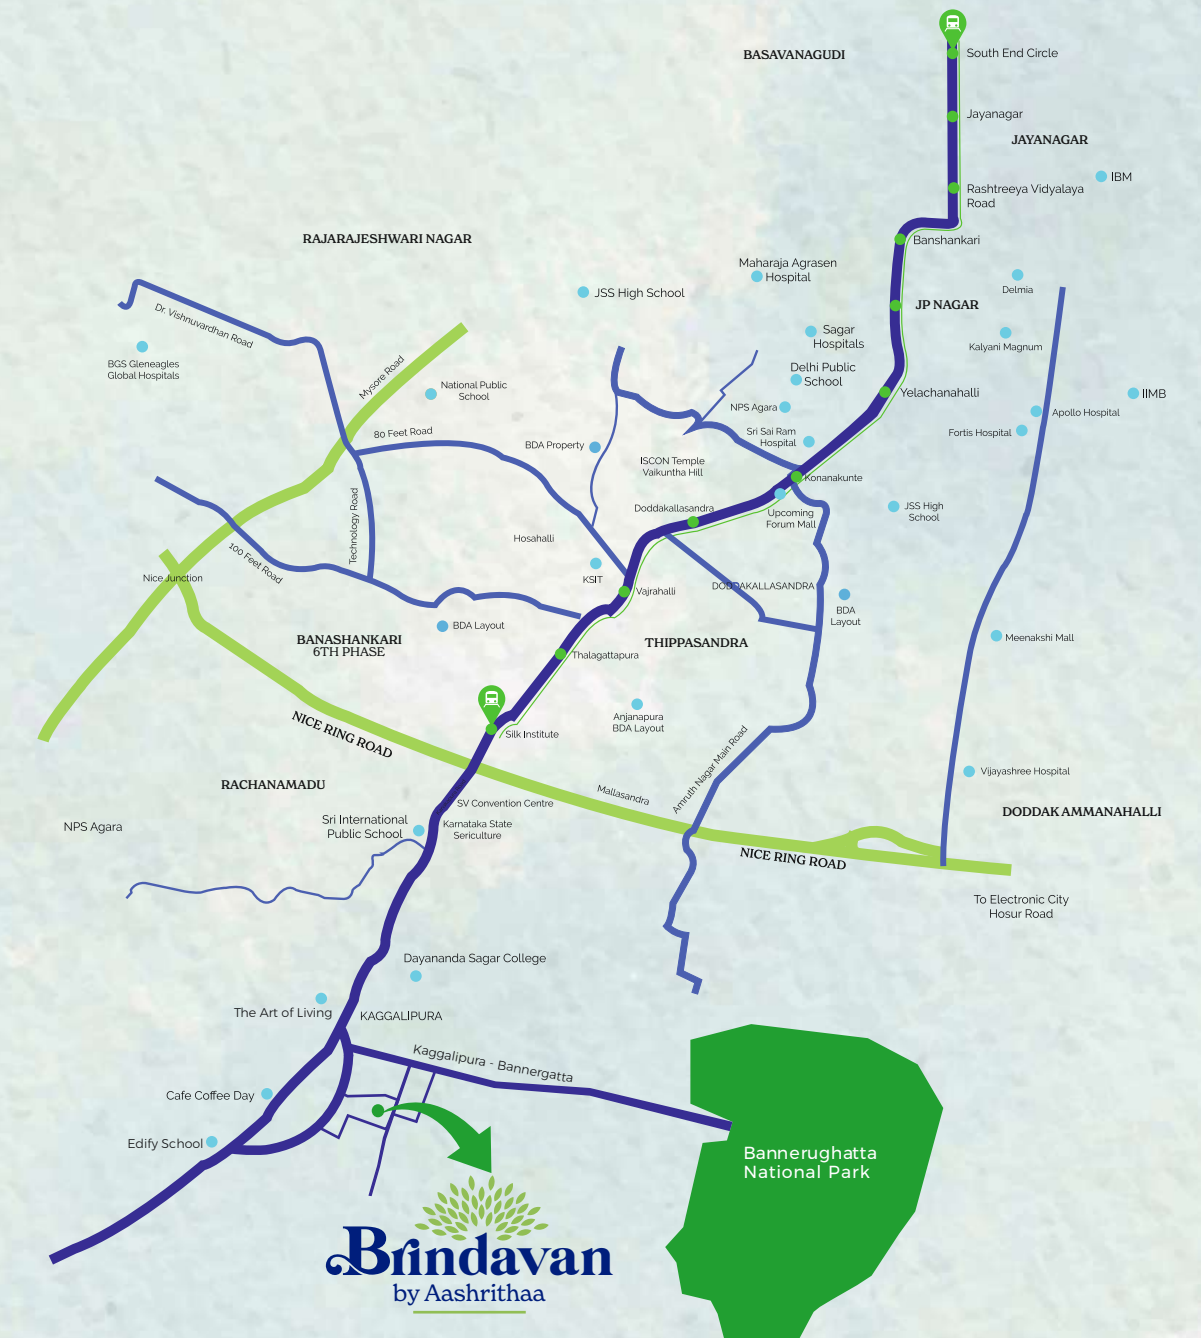 BASAVANAGUDI
South End Circle
Jayanagar
JAYANAGAR
IBM
Rashtreeya Vidyalaya
Road
RAJARAJESHWARI NAGAR
Banshankari
Maharaja Agrasen
Hospital
Delmia
JSS High School
JP NAGAR
Dr. Vishnuvardhan Road
Sagar
Hospitals
Kalyani Magnum
BGS Gleneagles
Global Hospitals
Mysore Road
National Public
School
Delhi Public
School
Yelachanahalli
IIMB
NPS Agara
Apollo Hospital
80 Feet Road
Sri Sai Ram
Hospital
Fortis Hospital
BDA Property
ISCON Temple
Vaikuntha Hill
Konanakunte
Technology Road
Doddakallasandra
Upcoming
Forum Mall
JSS High
School
Hosahalli
100 Feet Road
Nice Junction
KSIT
Vajrahalli
DODDAKALLASANDRA
BDA
Layout
BDA Layout
BANASHANKARI
6TH PHASE
THIPPASANDRA
Meenakshi Mall
Thalagattapura
Anjanapura
BDA Layout
NICE RING ROAD
Silk Institute
Amruth Nagar Main Road
Vijayashree Hospital
RACHANAMADU
Mallasandra
SV Convention Centre
DODDAKAMMANAHALLI
NPS Agara
Sri International
Public School
Karnataka State
Sericulture
NICE RING ROAD
To Electronic City
Hosur Road
Dayananda Sagar College
The Art of Living
KAGGALIPURA
Kaggalipura - Bannergatta
Cafe Coffee Day
Edify School
Bannerughatta
National Park
Brindavan
by Aashrithaa